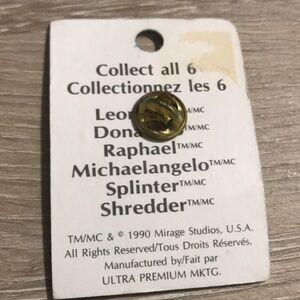 Collect all 6
Collectionnez les 6
Leo
Dona TM/MC
Raphael TM/MC
Michaelangelo TM/MC
Splinter TM/MC
Shredder TM/MC
TM/MC & © 1990 Mirage Studios, U.S.A.
All Rights Reserved/Tous Droits Réservés.
Manufactured by/Fait par
ULTRA PREMIUM MKTG.